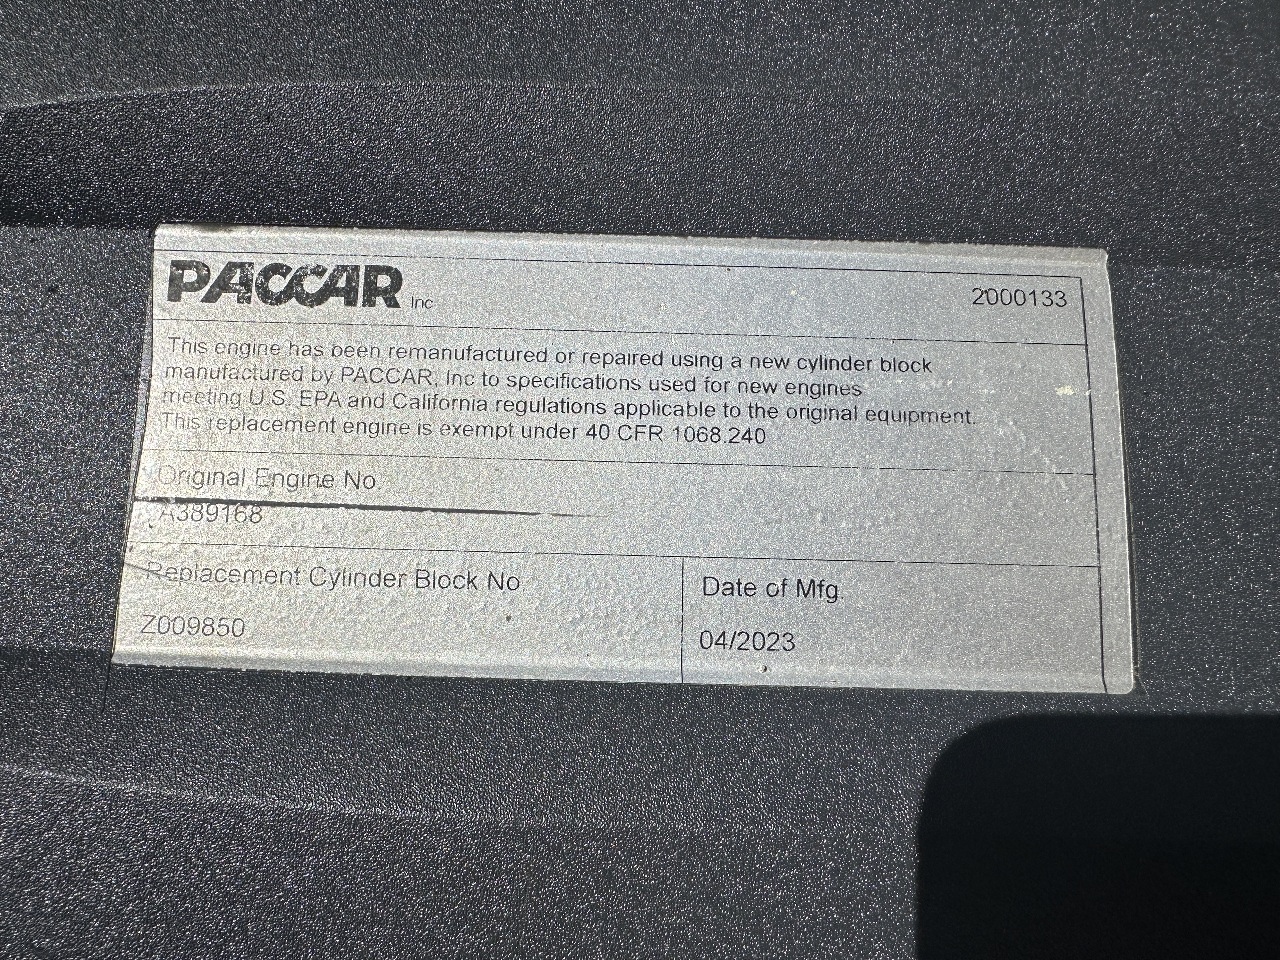 PACCAR Inc 2000133
This engine has been remanufactured or repaired using a new cylinder block
manufactured by PACCAR, Inc to specifications used for new engines
meeting U.S. EPA and California regulations applicable to the original equipment.
This replacement engine is exempt under 40 CFR 1068.240
Original Engine No
A389168
Replacement Cylinder Block No
Z009850
Date of Mfg.
04/2023